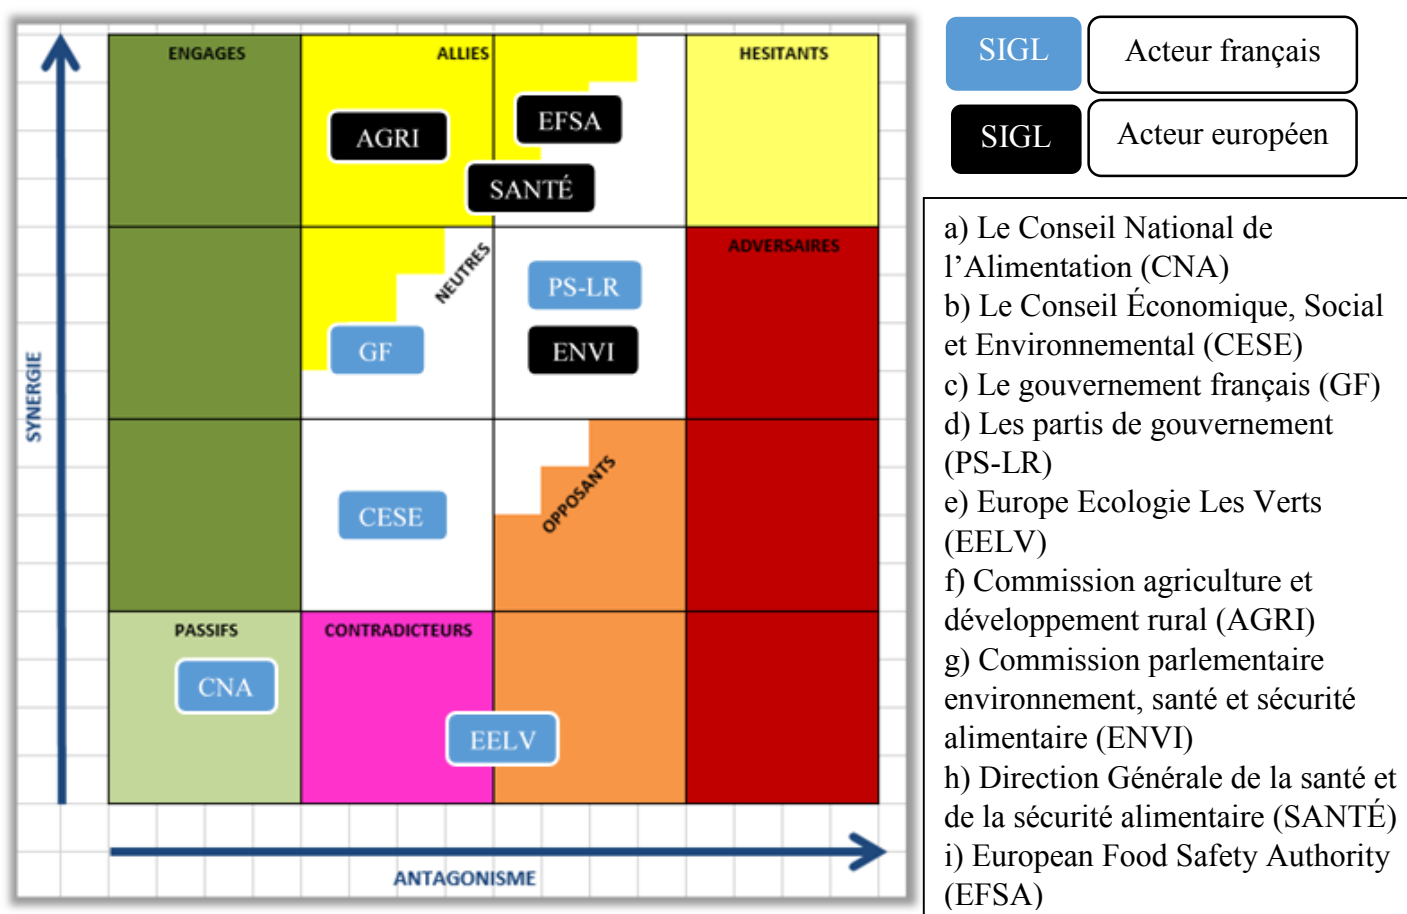 ENGAGES
ALLIES
HESITANTS
AGRI
EFSA
SANTÉ
NEUTRES
ADVERSAIRES
PS-LR
GF
ENVI
SYNERGIE
CESE
OPPOSANTS
PASSIFS
CONTRADICTEURS
CNA
EELV
ANTAGONISME
SIGL
Acteur français
SIGL
Acteur européen
a) Le Conseil National de
l’Alimentation (CNA)
b) Le Conseil Économique, Social
et Environnemental (CESE)
c) Le gouvernement français (GF)
d) Les partis de gouvernement
(PS-LR)
e) Europe Ecologie Les Verts
(EELV)
f) Commission agriculture et
développement rural (AGRI)
g) Commission parlementaire
environnement, santé et sécurité
alimentaire (ENVI)
h) Direction Générale de la santé et
de la sécurité alimentaire (SANTÉ)
i) European Food Safety Authority
(EFSA)